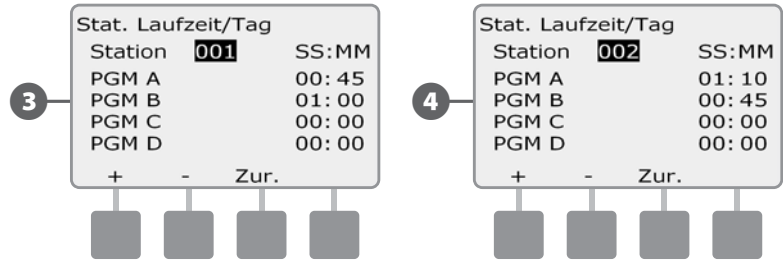 3
Stat. Laufzeit/Tag
Station 001 SS:MM
PGM A 00:45
PGM B 01:00
PGM C 00:00
PGM D 00:00
+ - Zur.
4
Stat. Laufzeit/Tag
Station 002 SS:MM
PGM A 01:10
PGM B 00:45
PGM C 00:00
PGM D 00:00
+ - Zur.